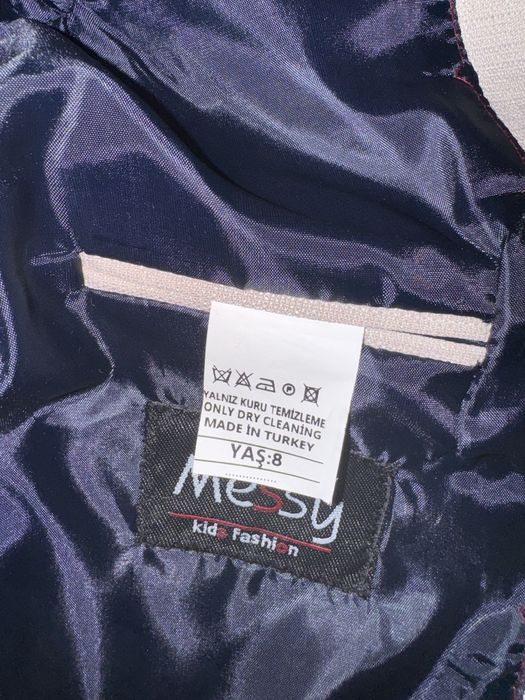 YALNIZ KURU TEMİZLEME
ONLY DRY CLEANING
MADE IN TURKEY
YAŞ:8
Messy
kids fashion